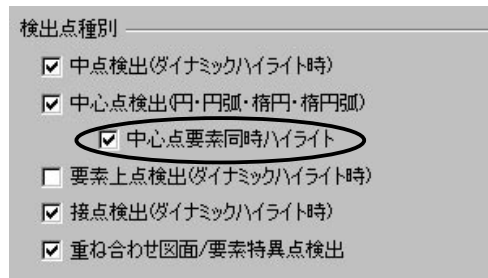 検出点種別
中点検出(ダイナミックハイライト時)
中心点検出(円・円弧・楕円・楕円弧)
中心点要素同時ハイライト
要素上点検出(ダイナミックハイライト時)
接点検出(ダイナミックハイライト時)
重ね合わせ図面/要素特異点検出